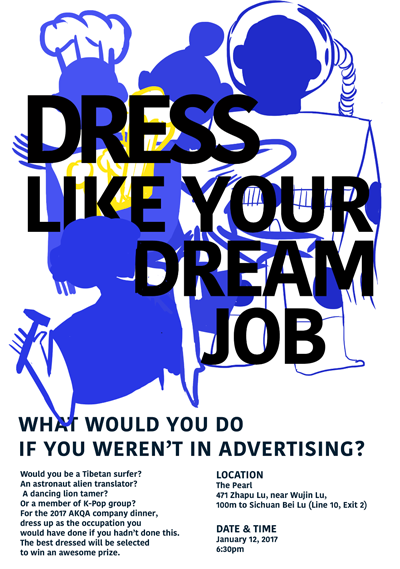 DRESS
LIKE YOUR
DREAM
JOB
WHAT WOULD YOU DO
IF YOU WEREN'T IN ADVERTISING?
Would you be a Tibetan surfer?
An astronaut alien translator?
A dancing lion tamer?
Or a member of K-Pop group?
For the 2017 AKQA company dinner,
dress up as the occupation you
would have done if you hadn't done this.
The best dressed will be selected
to win an awesome prize.
LOCATION
The Pearl
471 Zhapu Lu, near Wujin Lu,
100m to Sichuan Bei Lu (Line 10, Exit 2)
DATE & TIME
January 12, 2017
6:30pm